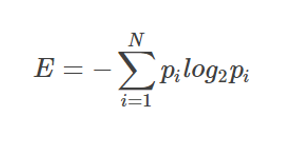 E = −∑_{i=1}^{N} p_i log_2 p_i